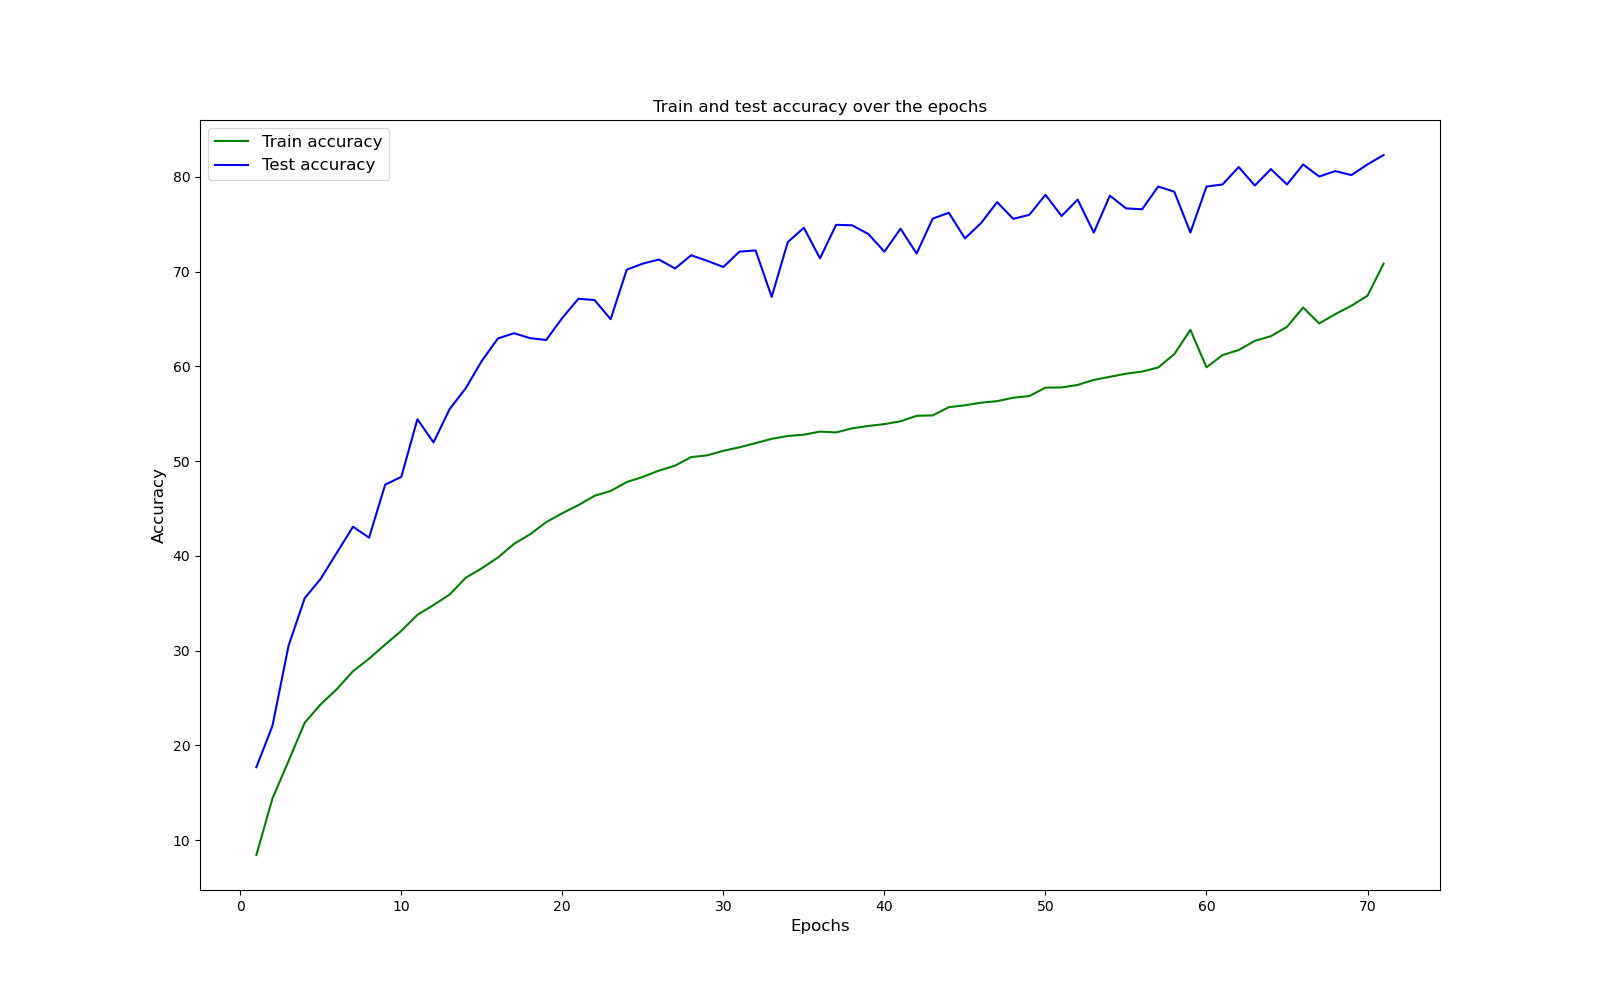 Train and test accuracy over the epochs
Train accuracy
Test accuracy
80
70
60
50
40
30
20
10
Accuracy
0 10 20 30 40 50 60 70
Epochs